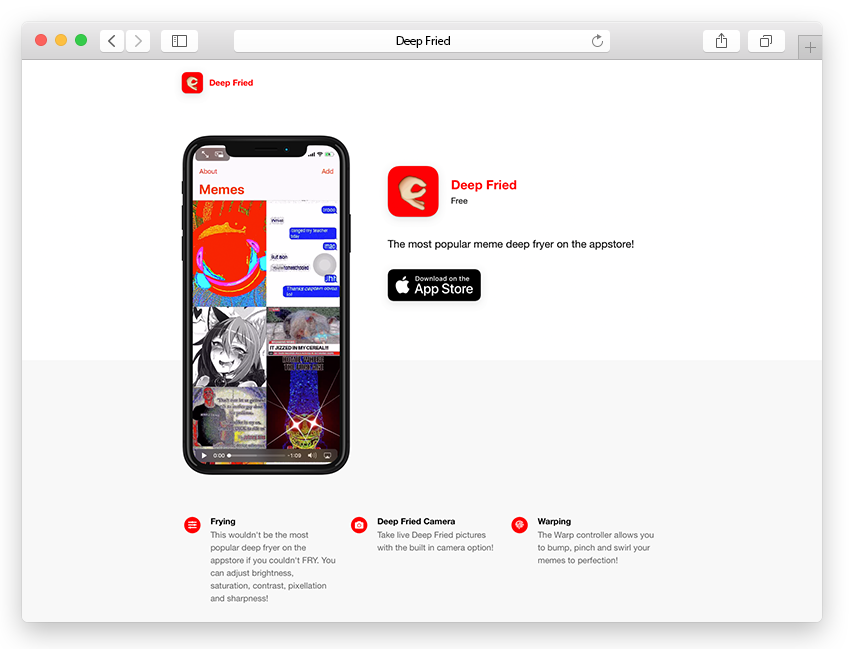 Deep Fried
Deep Fried
About
Add
Memes
IT JIZZED IN MY CEREAL!!!
0:00
-1:08
Deep Fried
Free
The most popular meme deep fryer on the appstore!
Download on the
App Store
Frying
This wouldn't be the most
popular deep fryer on the
appstore if you couldn't FRY. You
can adjust brightness,
saturation, contrast, pixellation
and sharpness!
Deep Fried Camera
Take live Deep Fried pictures
with the built in camera option!
Warping
The Warp controller allows you
to bump, pinch and swirl your
memes to perfection!